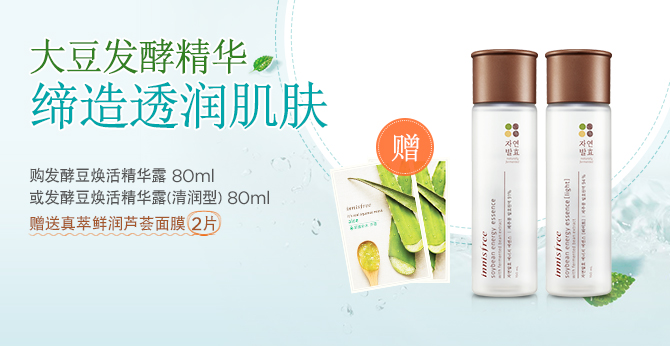 大豆发酵精华
缔造透润肌肤
购发酵豆焕活精华露 80ml
或发酵豆焕活精华露(清润型) 80ml
赠送真萃鲜润芦荟面膜 2片
赠
innisfree
자연
발효
innisfree
soybean energy essence
자연
발효
innisfree
soybean energy essence [light]